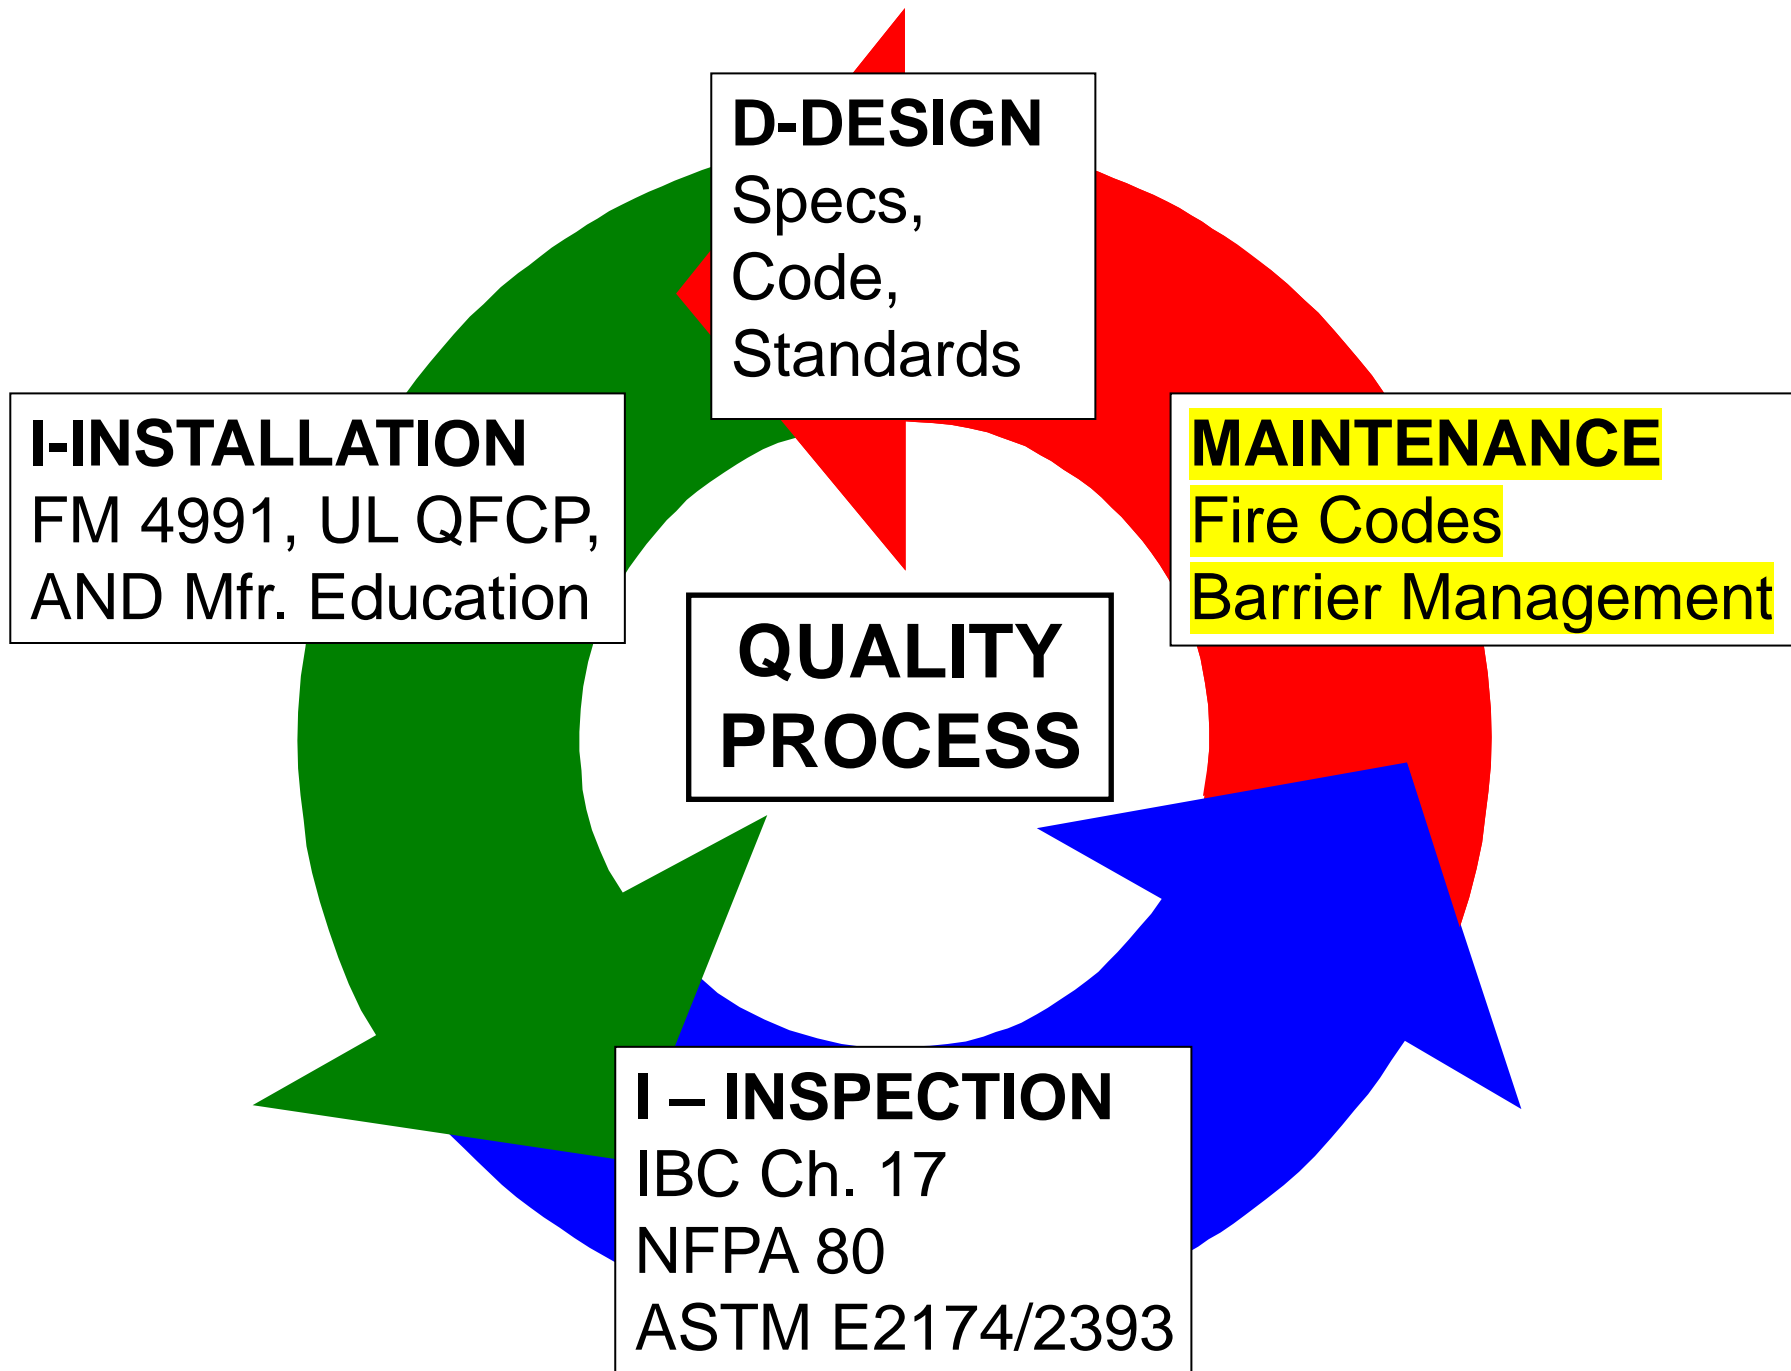 D-DESIGN
Specs,
Code,
Standards
I-INSTALLATION
FM 4991, UL QFCP,
AND Mfr. Education
MAINTENANCE
Fire Codes
Barrier Management
QUALITY
PROCESS
I – INSPECTION
IBC Ch. 17
NFPA 80
ASTM E2174/2393